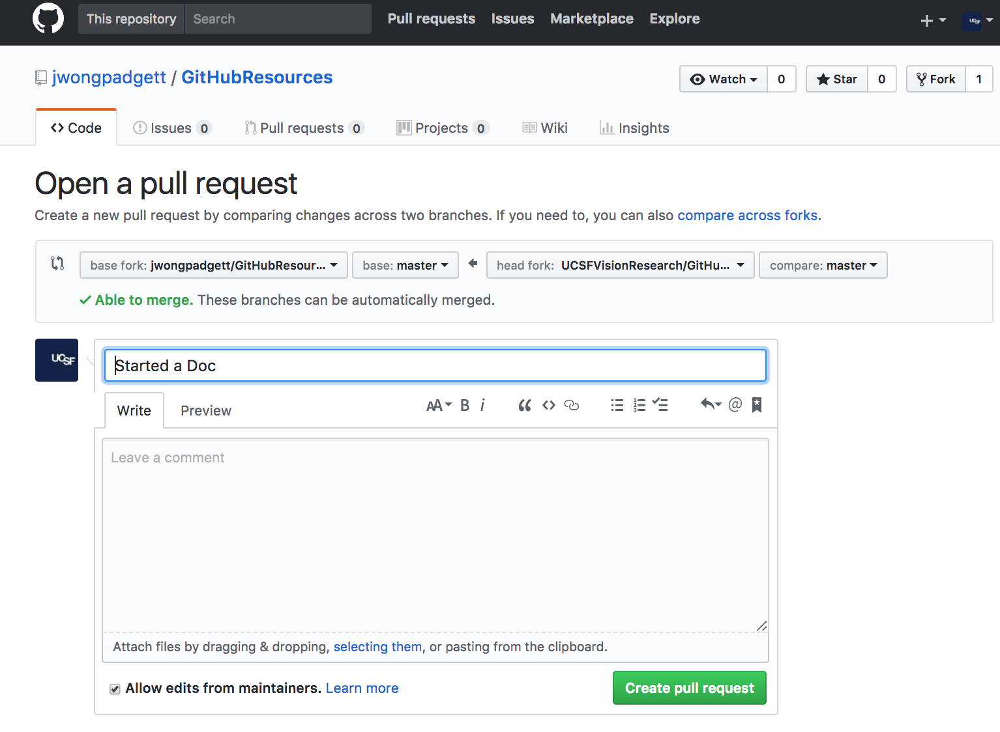 This repository Search Pull requests Issues Marketplace Explore
UCSF
jwongpadgett / GitHubResources
Watch 0 Star 0 Fork 1
Code Issues 0 Pull requests 0 Projects 0 Wiki Insights
Open a pull request
Create a new pull request by comparing changes across two branches. If you need to, you can also compare across forks.
base fork: jwongpadgett/GitHubResour... base: master head fork: UCSFVisionResearch/GitHu... compare: master
Able to merge. These branches can be automatically merged.
UCSF
Started a Doc
Write Preview AA B i “ <> @
Leave a comment
Attach files by dragging & dropping, selecting them, or pasting from the clipboard.
Allow edits from maintainers. Learn more Create pull request